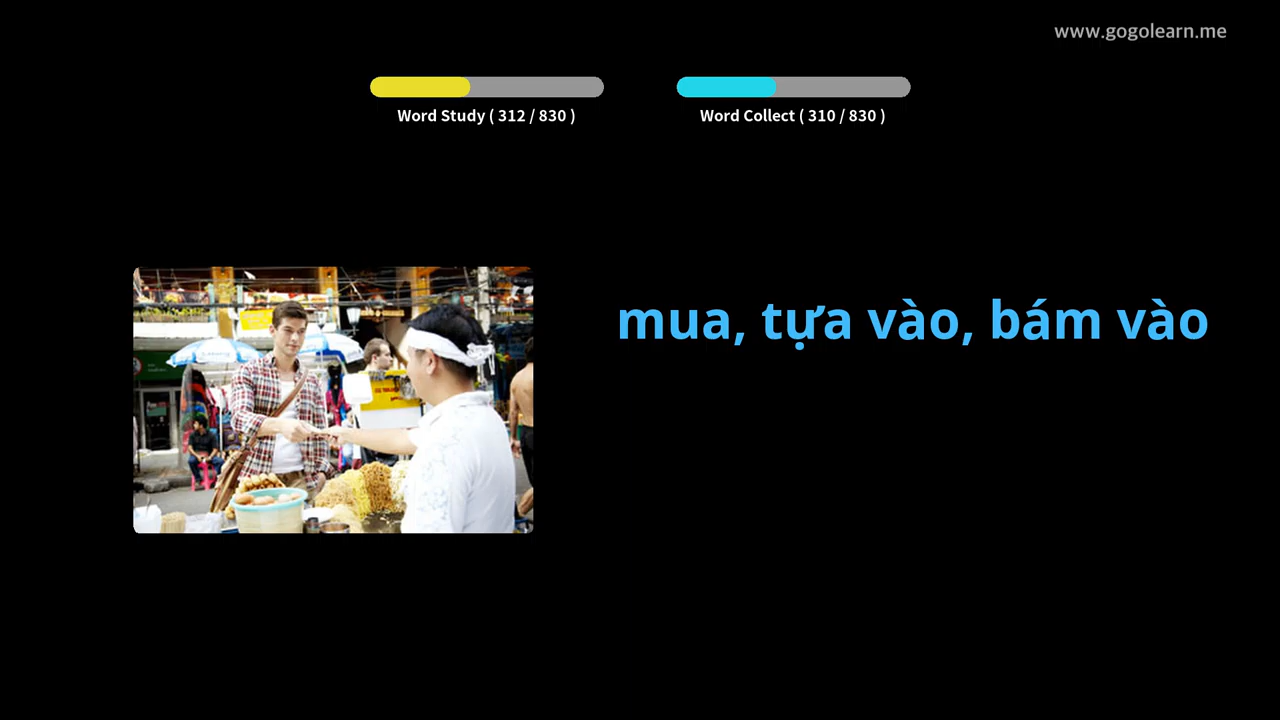 www.gogolearn.me
Word Study ( 312 / 830 )
Word Collect ( 310 / 830 )
mua, tựa vào, bám vào